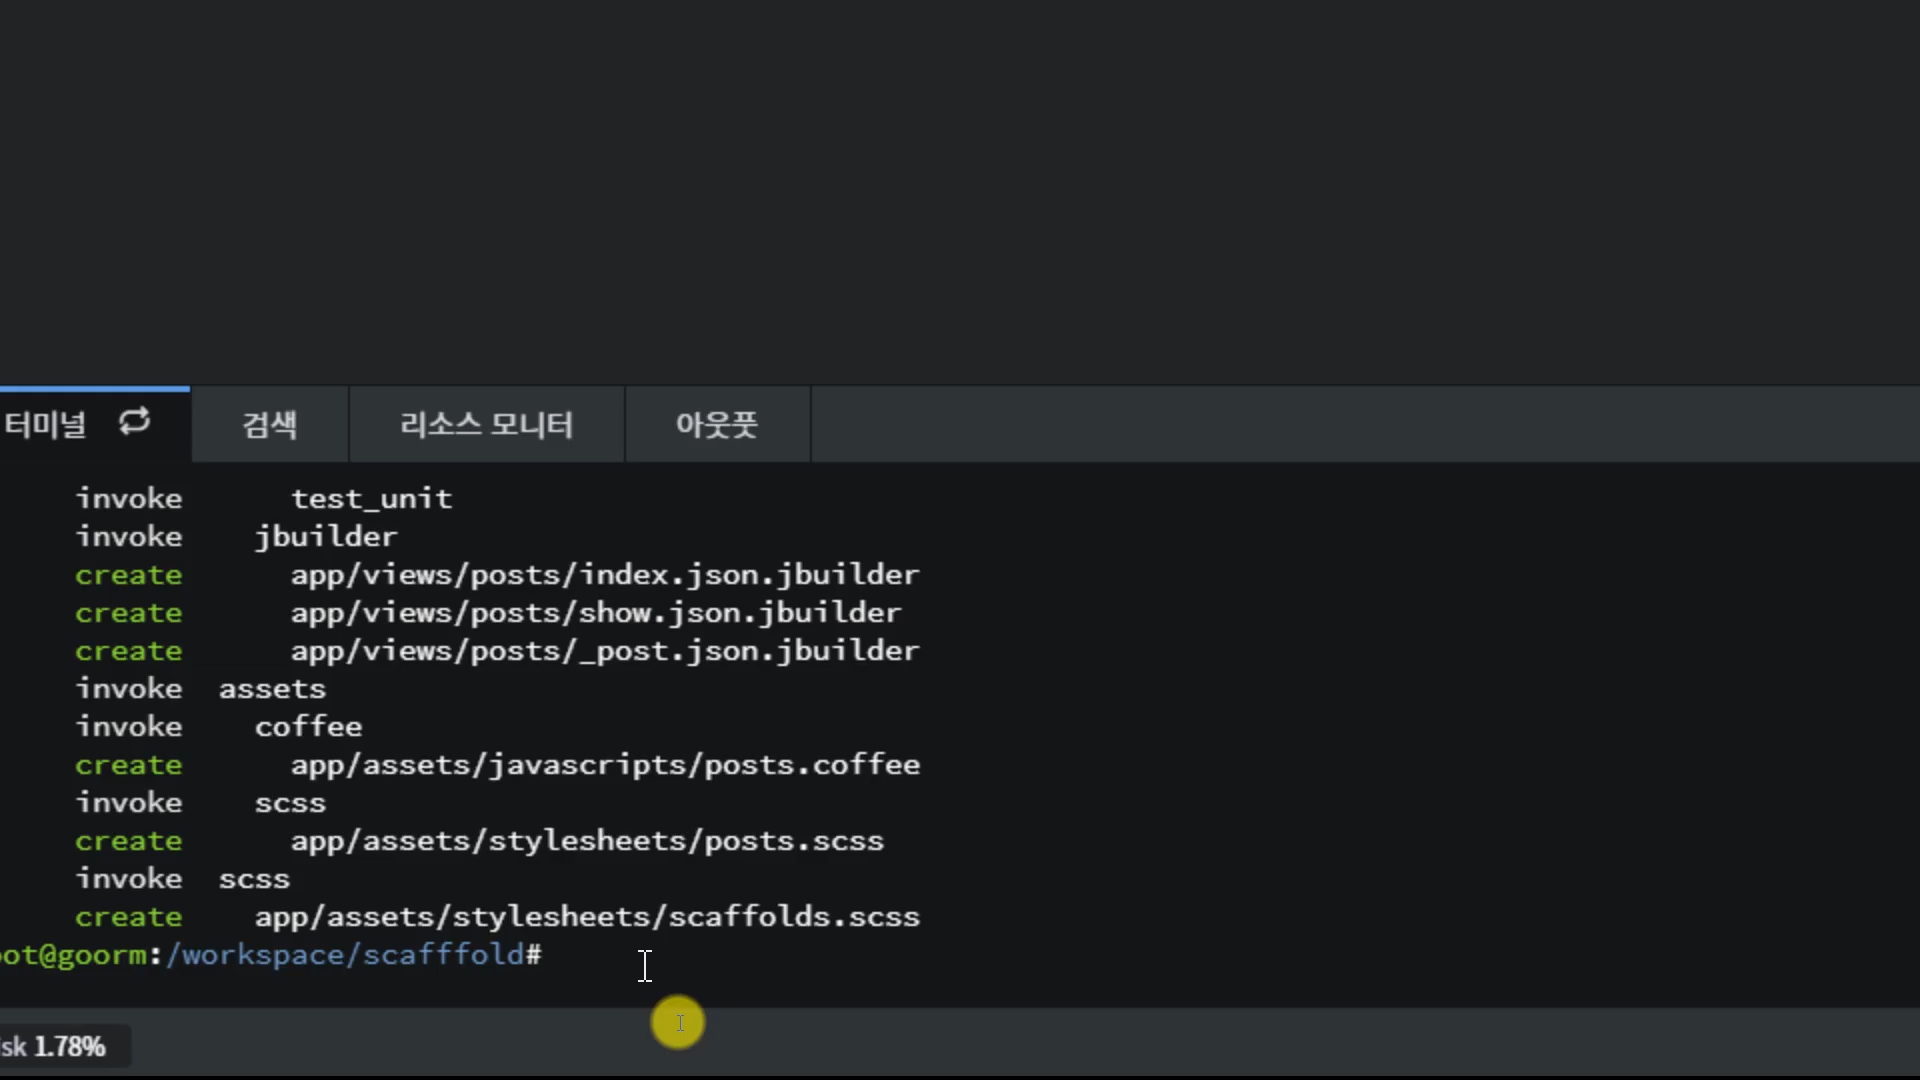 터미널 검색 리소스 모니터 아웃풋
invoke test_unit
invoke jbuilder
create app/views/posts/index.json.jbuilder
create app/views/posts/show.json.jbuilder
create app/views/posts/_post.json.jbuilder
invoke assets
invoke coffee
create app/assets/javascripts/posts.coffee
invoke scss
create app/assets/stylesheets/posts.scss
invoke scss
create app/assets/stylesheets/scaffolds.scss
ot@goorm:/workspace/scafffold#
isk 1.78%